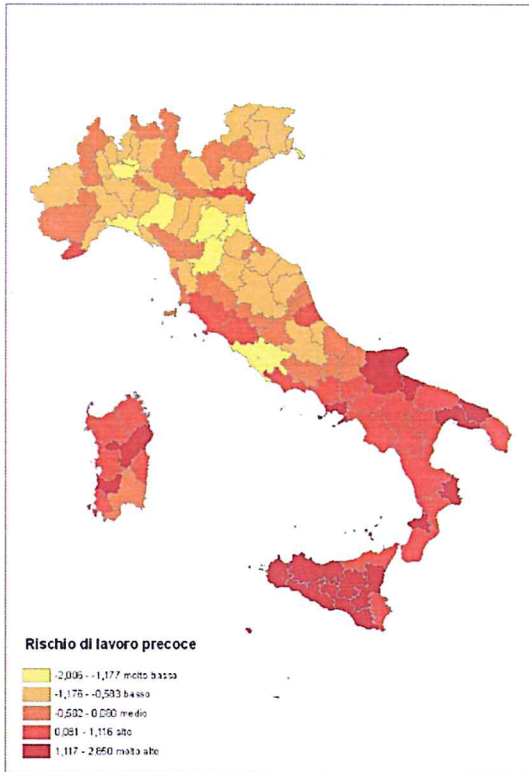 Rischio di lavoro precoce
-2,006 - -1,177 molto basso
-1,176 - -0,583 basso
-0,582 - 0,080 medio
0,081 - 1,116 alto
1,117 - 2,650 molto alto